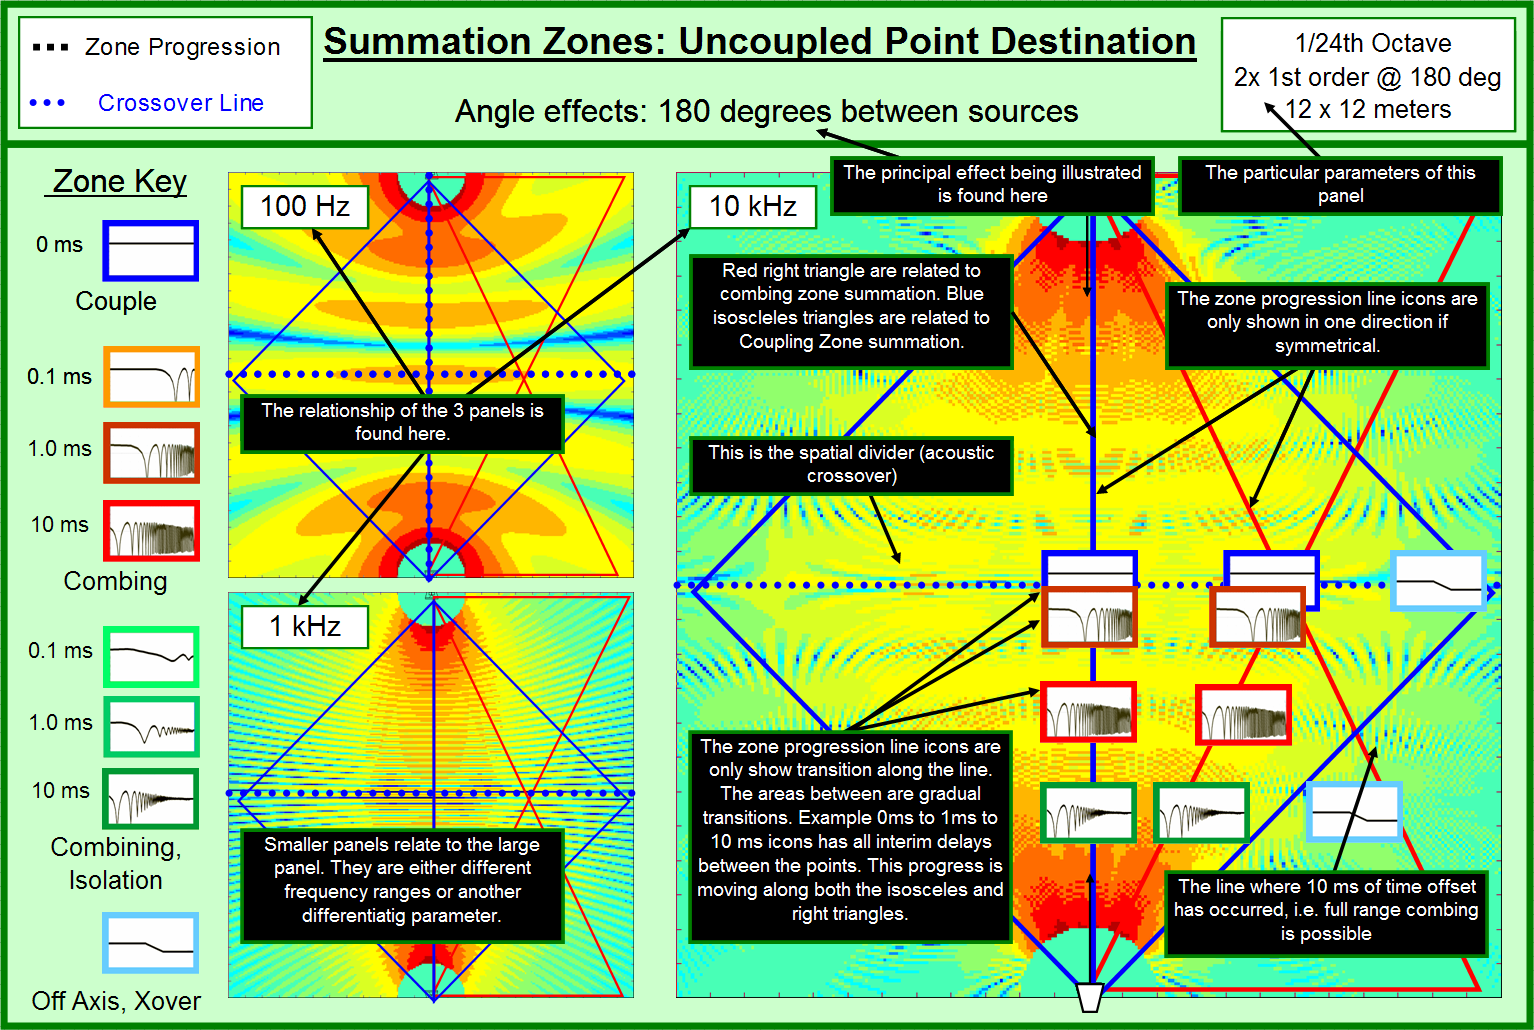 Zone Progression
Crossover Line
Summation Zones: Uncoupled Point Destination
Angle effects: 180 degrees between sources
1/24th Octave
2x 1st order @ 180 deg
12 x 12 meters
Zone Key
0 ms
Couple
0.1 ms
1.0 ms
10 ms
Combing
0.1 ms
1.0 ms
10 ms
Combining,
Isolation
Off Axis, Xover
100 Hz
The relationship of the 3 panels is
found here.
1 kHz
Smaller panels relate to the large
panel. They are either different
frequency ranges or another
differentiatig parameter.
10 kHz
The principal effect being illustrated
is found here
The particular parameters of this
panel
Red right triangle are related to
combing zone summation. Blue
isoscleles triangles are related to
Coupling Zone summation.
The zone progression line icons are
only shown in one direction if
symmetrical.
This is the spatial divider (acoustic
crossover)
The zone progression line icons are
only show transition along the line.
The areas between are gradual
transitions. Example 0ms to 1ms to
10 ms icons has all interim delays
between the points. This progress is
moving along both the isosceles and
right triangles.
The line where 10 ms of time offset
has occurred, i.e. full range combing
is possible